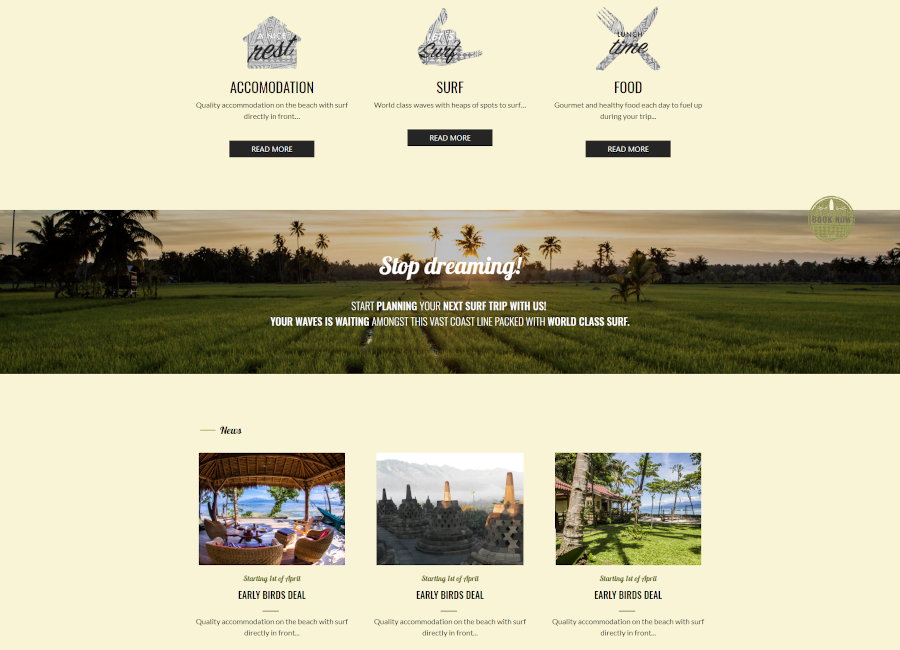 A NICE
rest
Surf
LUNCH
time
ACCOMODATION
SURF
FOOD
Quality accommodation on the beach with surf
directly in front...
World class waves with heaps of spots to surf...
Gourmet and healthy food each day to fuel up
during your trip...
READ MORE
READ MORE
READ MORE
BOOK NOW
Stop dreaming!
START PLANNING YOUR NEXT SURF TRIP WITH US!
YOUR WAVES IS WAITING AMONGST THIS VAST COAST LINE PACKED WITH WORLD CLASS SURF.
News
Starting 1st of April
EARLY BIRDS DEAL
Quality accommodation on the beach with surf
directly in front...
Starting 1st of April
EARLY BIRDS DEAL
Quality accommodation on the beach with surf
directly in front...
Starting 1st of April
EARLY BIRDS DEAL
Quality accommodation on the beach with surf
directly in front...